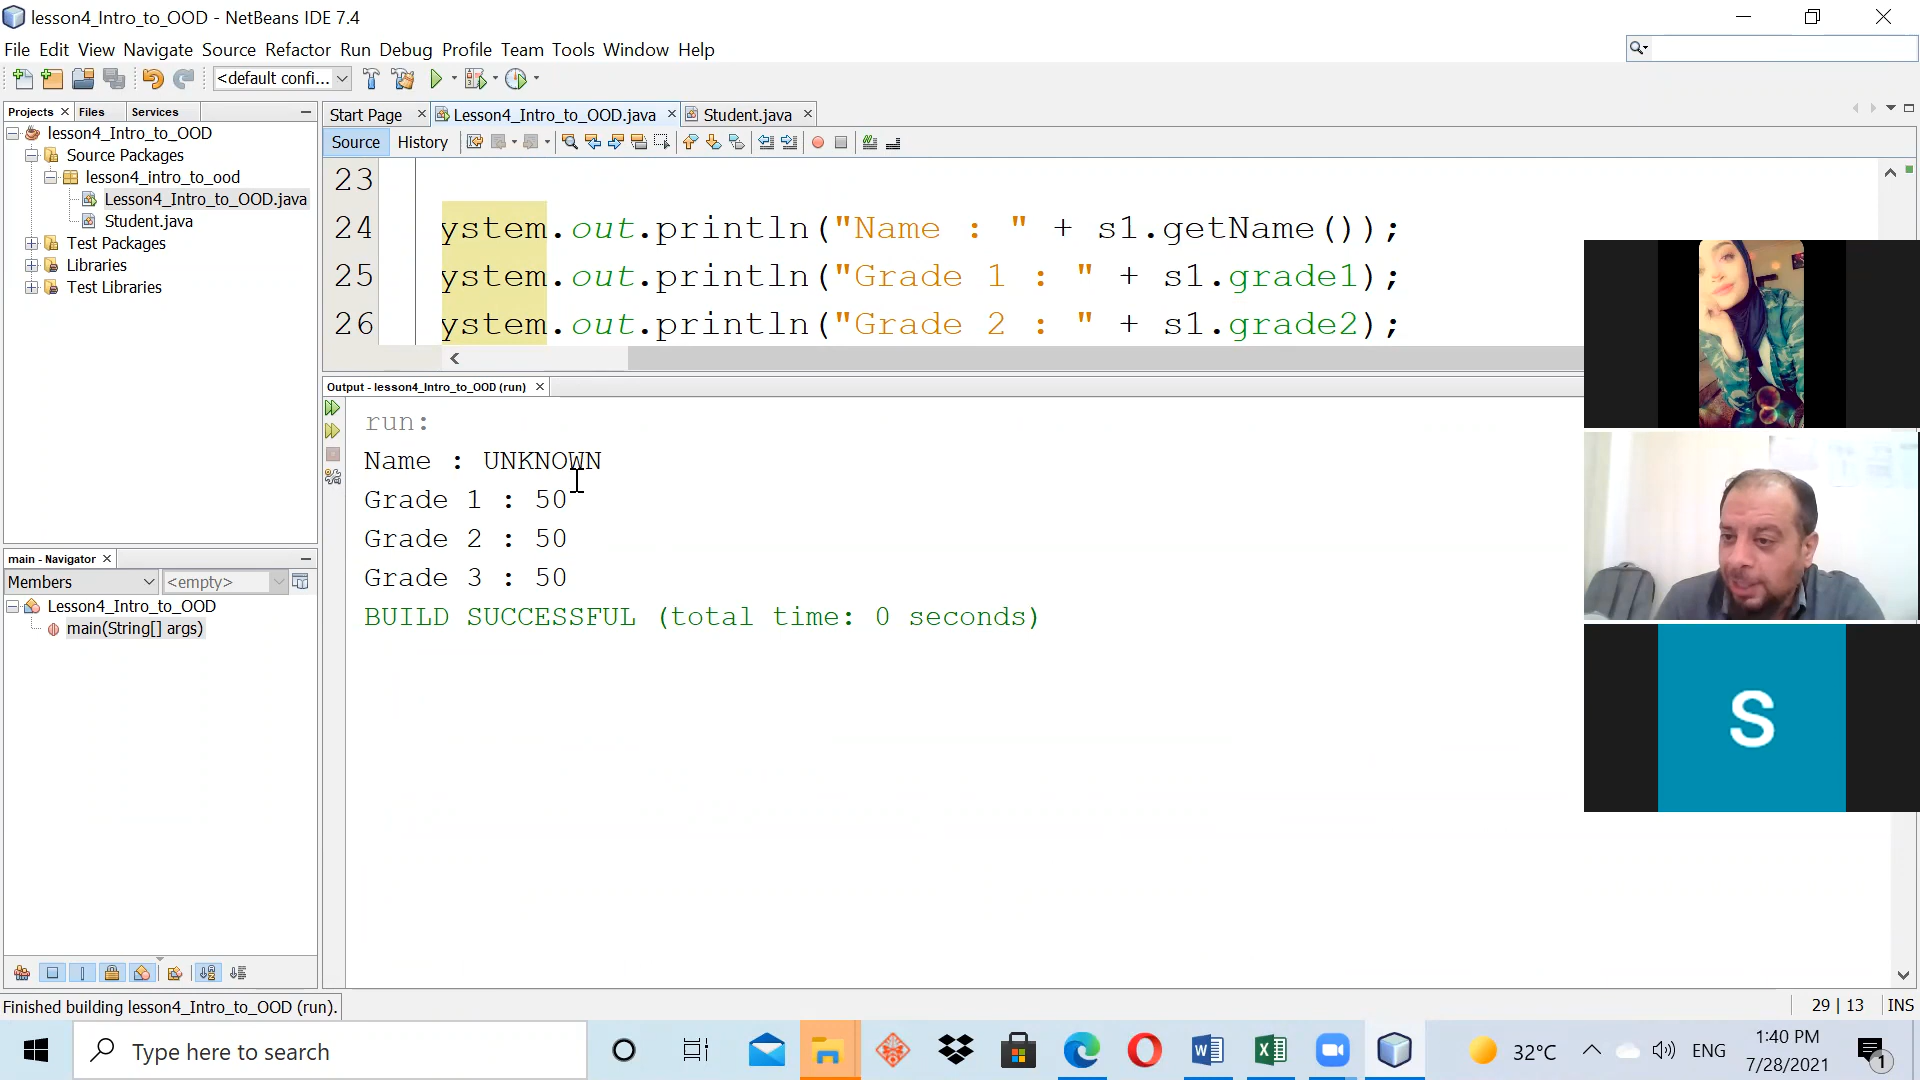 lesson4_Intro_to_OOD - NetBeans IDE 7.4
File Edit View Navigate Source Refactor Run Debug Profile Team Tools Window Help
<default confi...
Projects Files Services
Start Page Lesson4_Intro_to_OOD.java Student.java
Source History
lesson4_Intro_to_OOD
Source Packages
lesson4_intro_to_ood
Lesson4_Intro_to_OOD.java
Student.java
Test Packages
Libraries
Test Libraries
23
24 ystem.out.println("Name : " + s1.getName());
25 ystem.out.println("Grade 1 : " + s1.grade1);
26 ystem.out.println("Grade 2 : " + s1.grade2);
Output - lesson4_Intro_to_OOD (run)
run:
Name : UNKNOWN
Grade 1 : 50
Grade 2 : 50
Grade 3 : 50
BUILD SUCCESSFUL (total time: 0 seconds)
main - Navigator
Members <empty>
Lesson4_Intro_to_OOD
main(String[] args)
S
Finished building lesson4_Intro_to_OOD (run).
29 | 13 INS
Type here to search
32°C
ENG
1:40 PM
7/28/2021
1